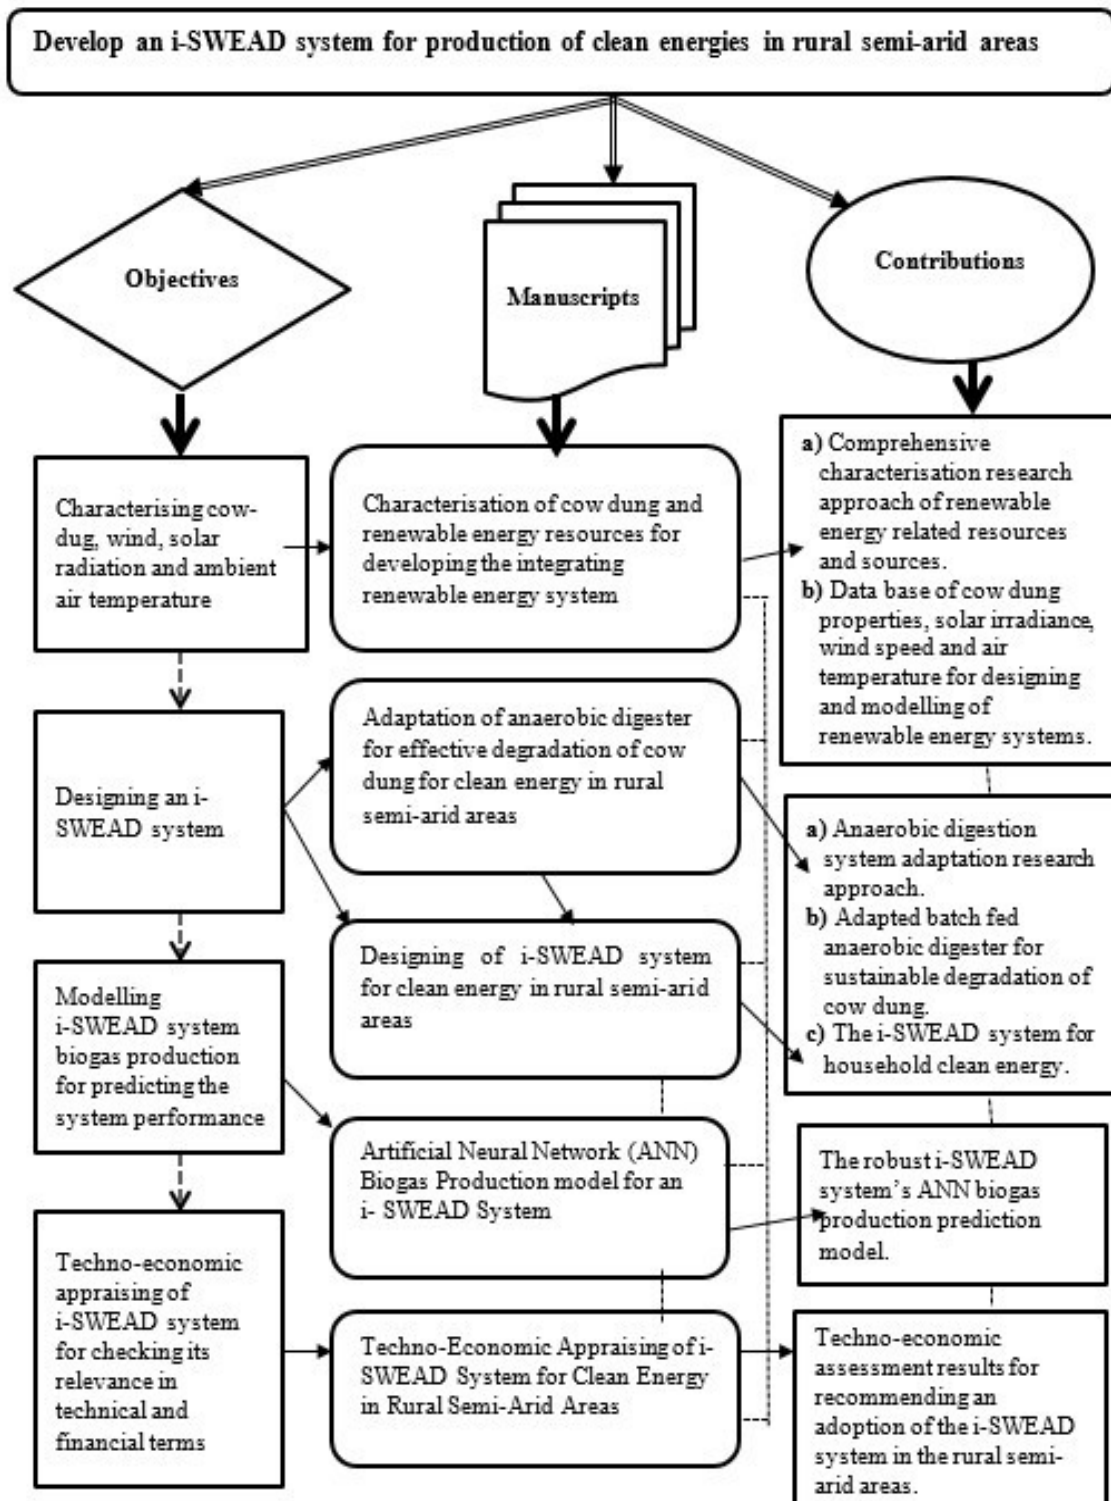 Develop an i-SWEAD system for production of clean energies in rural semi-arid areas
Objectives
Manuscripts
Contributions
Characterising cow-
dug, wind, solar
radiation and ambient
air temperature
Characterisation of cow dung and
renewable energy resources for
developing the integrating
renewable energy system
a) Comprehensive
characterisation research
approach of renewable
energy related resources
and sources.
b) Data base of cow dung
properties, solar irradiance,
wind speed and air
temperature for designing
and modelling of
renewable energy systems.
Designing an i-
SWEAD system
Adaptation of anaerobic digester
for effective degradation of cow
dung for clean energy in rural
semi-arid areas
Designing of i-SWEAD system
for clean energy in rural semi-arid
areas
a) Anaerobic digestion
system adaptation research
approach.
b) Adapted batch fed
anaerobic digester for
sustainable degradation of
cow dung.
c) The i-SWEAD system for
household clean energy.
Modelling
i-SWEAD system
biogas production
for predicting the
system performance
Artificial Neural Network (ANN)
Biogas Production model for an
i- SWEAD System
The robust i-SWEAD
system’s ANN biogas
production prediction
model.
Techno-economic
appraising of
i-SWEAD system
for checking its
relevance in
technical and
financial terms
Techno-Economic Appraising of i-
SWEAD System for Clean Energy
in Rural Semi-Arid Areas
Techno-economic
assessment results for
recommending an
adoption of the i-SWEAD
system in the rural semi-
arid areas.